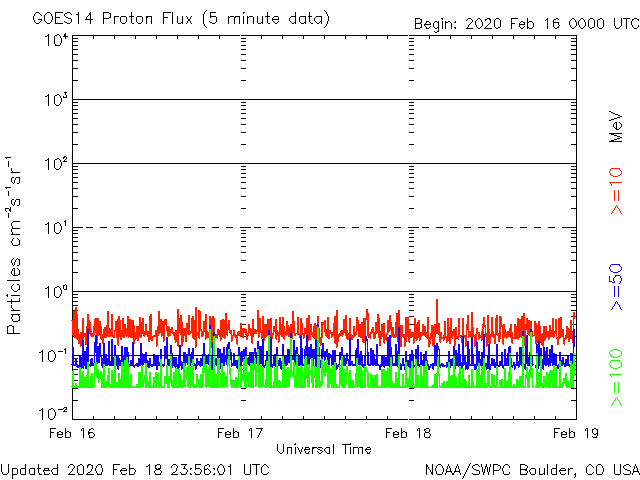 GOES14 Proton Flux (5 minute data)
Begin: 2020 Feb 16 0000 UTC
10⁴
10³
10²
10¹
10⁰
10⁻¹
10⁻²
Particles cm⁻²s⁻¹sr⁻¹
MeV
>=10
>=50
>=100
Feb 16
Feb 17
Feb 18
Feb 19
Universal Time
Updated 2020 Feb 18 23:56:01 UTC
NOAA/SWPC Boulder, CO USA